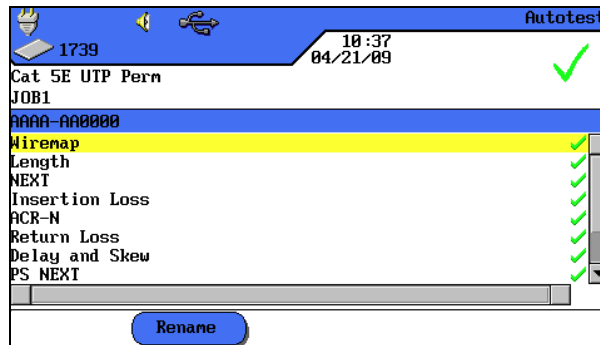 Autotest
1739
10:37
04/21/09
Cat 5E UTP Perm
JOB1
AAAA-AA0000
Wiremap
Length
NEXT
Insertion Loss
ACR-N
Return Loss
Delay and Skew
PS NEXT
Rename